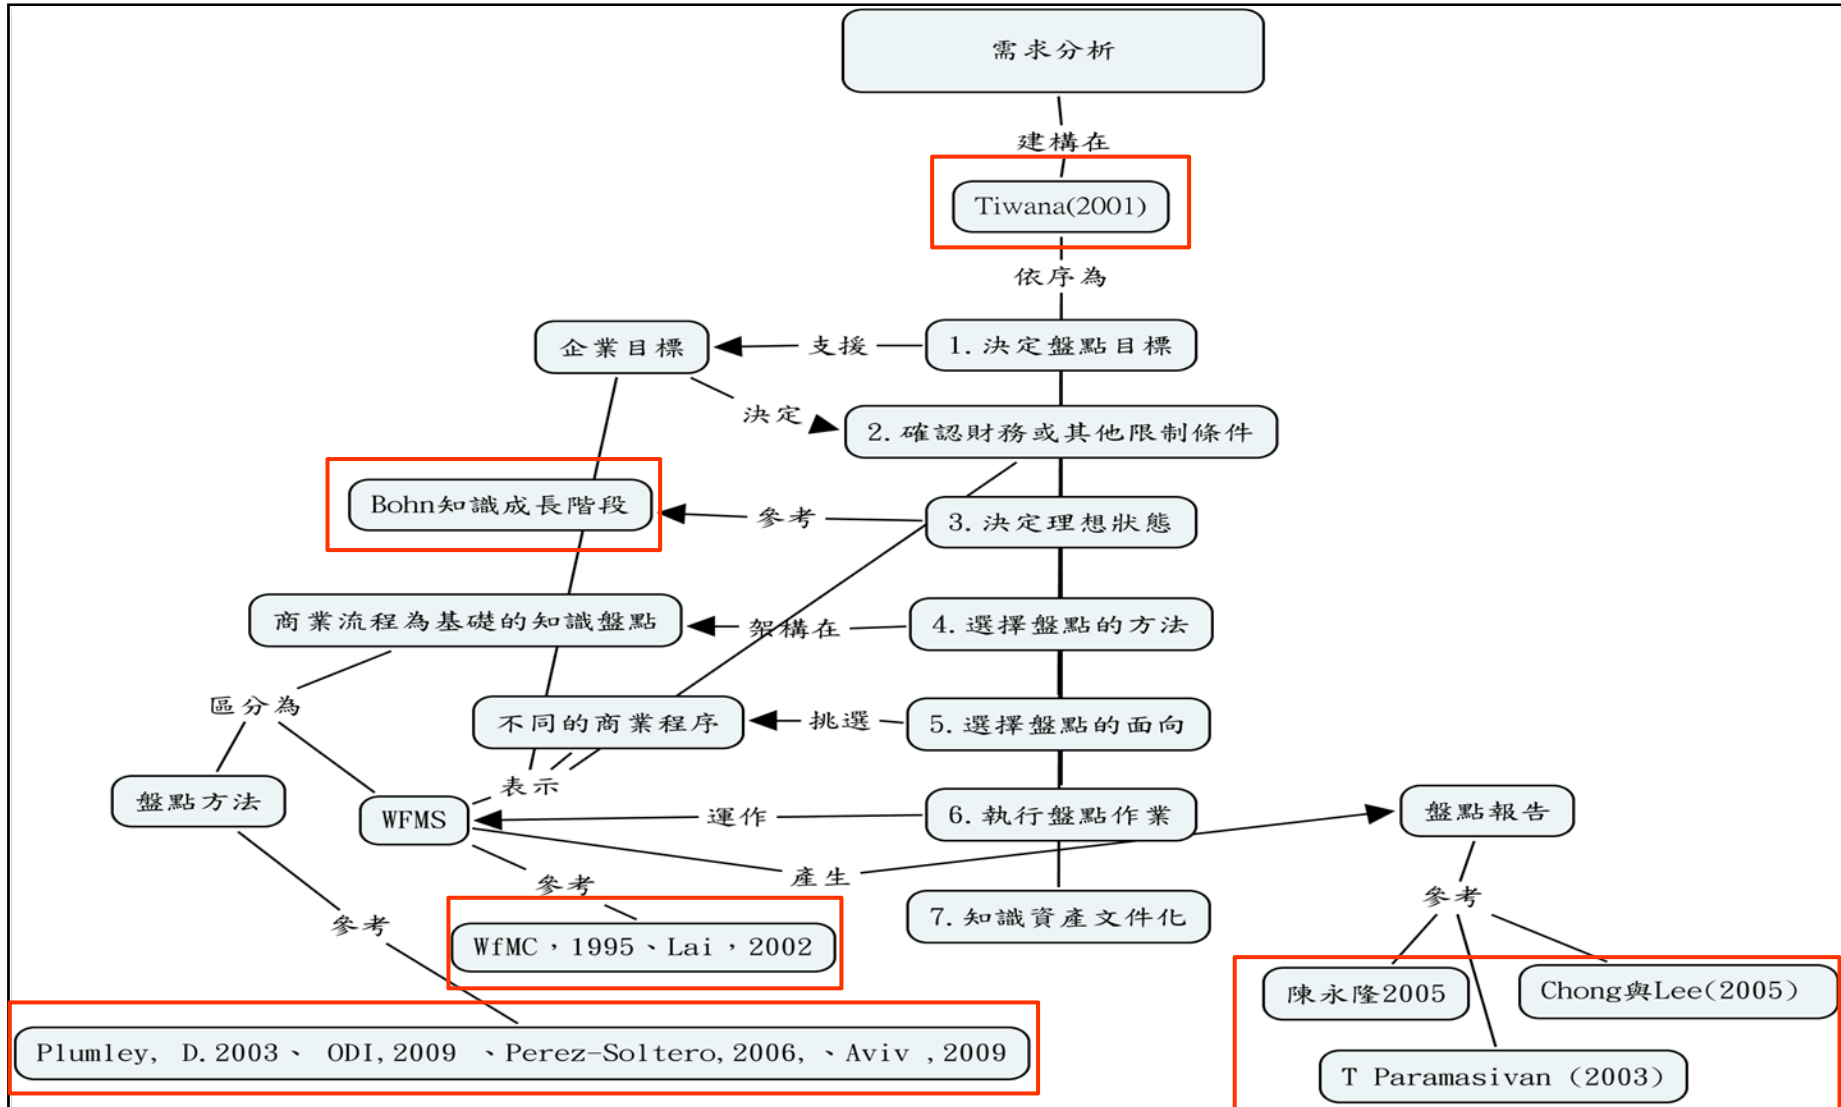 需求分析
建構在
Tiwana(2001)
依序為
企業目標
支援
1.決定盤點目標
決定
2.確認財務或其他限制條件
Bohn知識成長階段
參考
3.決定理想狀態
商業流程為基礎的知識盤點
架構在
4.選擇盤點的方法
區分為
不同的商業程序
挑選
5.選擇盤點的面向
表示
盤點方法
WFMS
運作
6.執行盤點作業
盤點報告
產生
參考
參考
參考
7.知識資產文件化
WfMC，1995、Lai，2002
陳永隆2005
Chong與Lee(2005)
Plumley, D.2003、 ODI,2009 、Perez-Soltero,2006,、Aviv ,2009
T Paramasivan (2003)